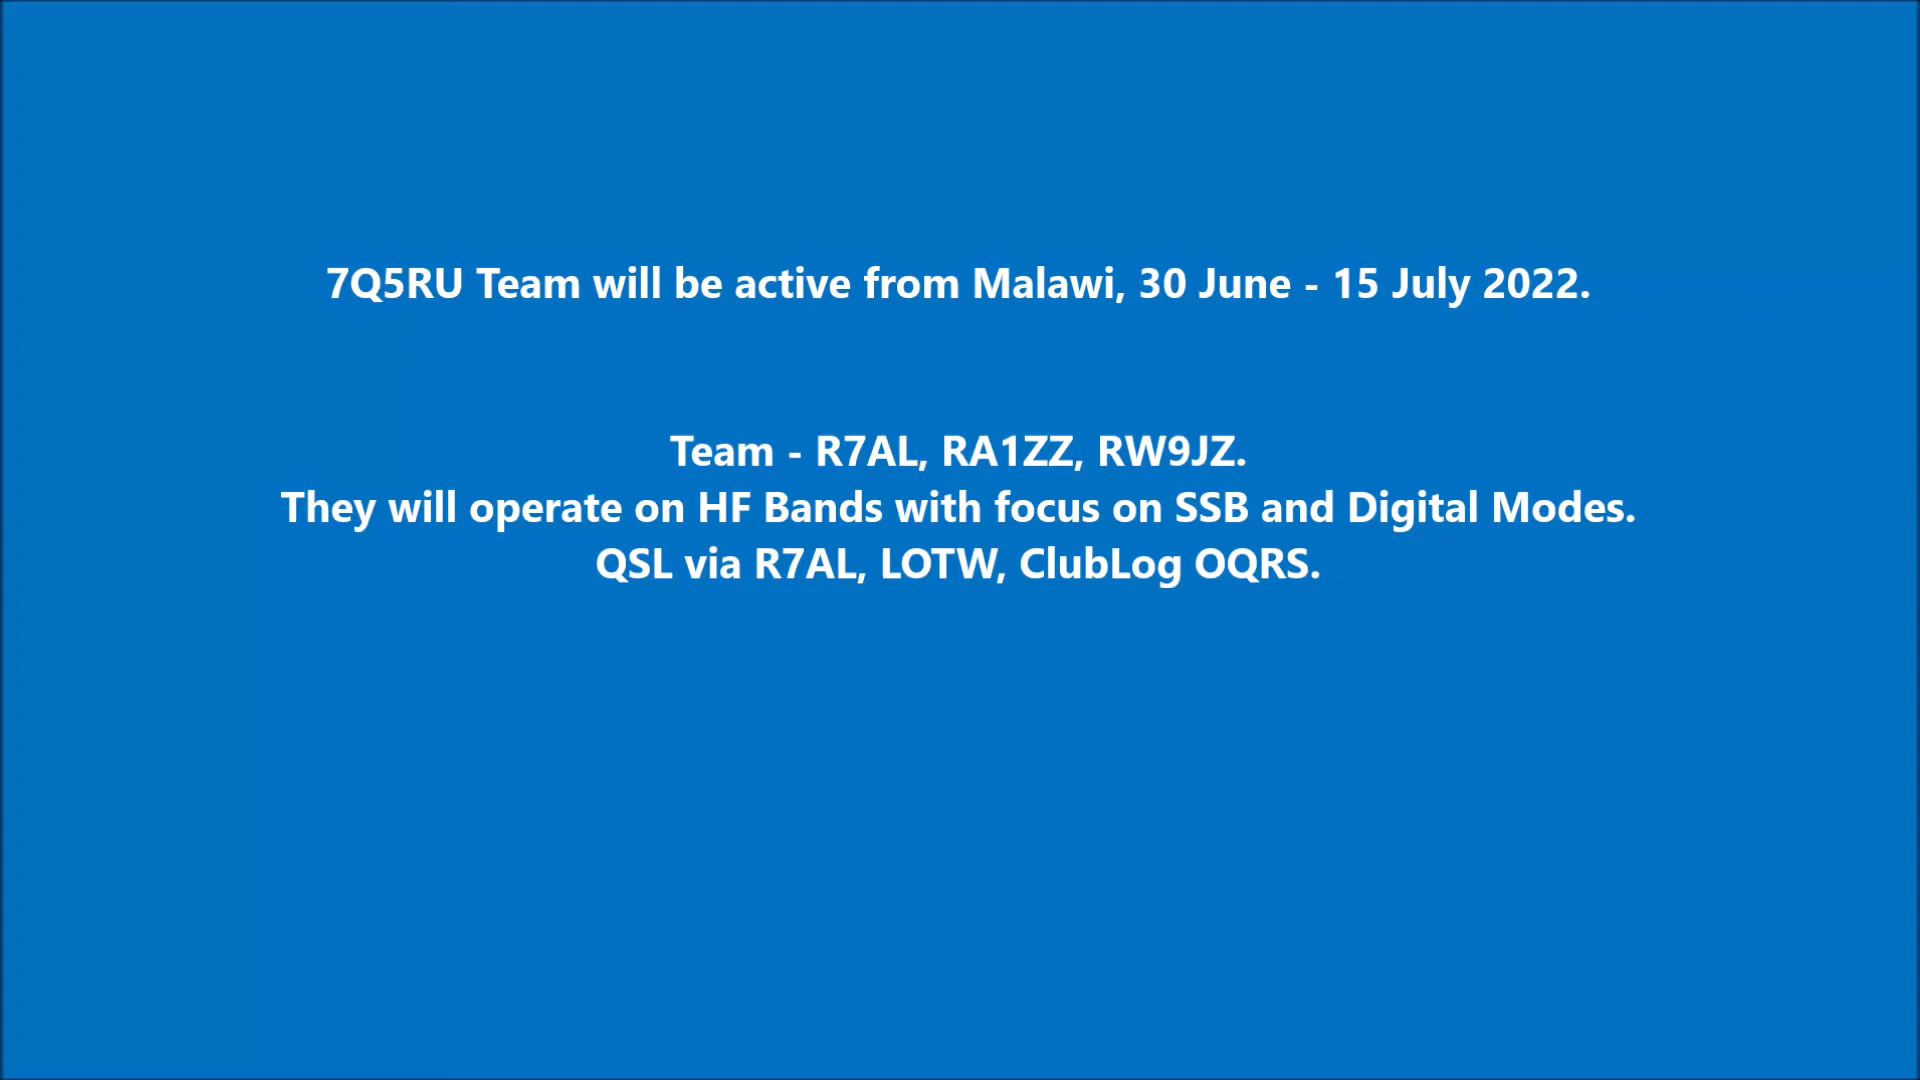 7Q5RU Team will be active from Malawi, 30 June - 15 July 2022.
Team - R7AL, RA1ZZ, RW9JZ.
They will operate on HF Bands with focus on SSB and Digital Modes.
QSL via R7AL, LOTW, ClubLog OQRS.